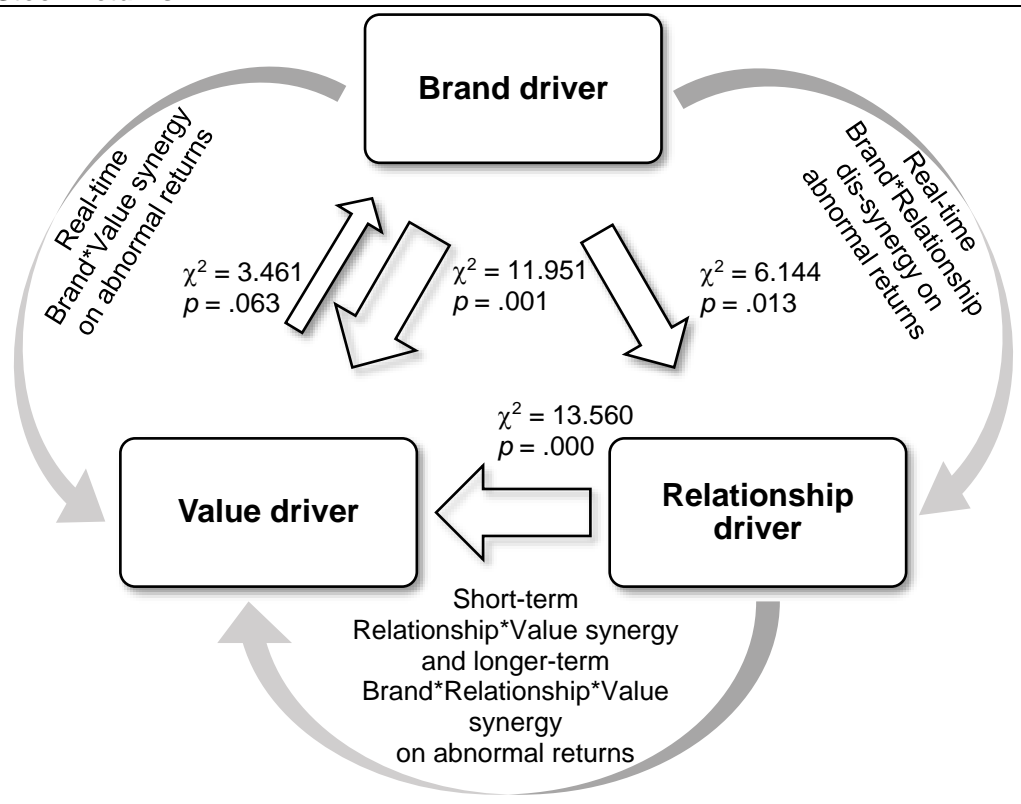 Brand driver
Real-time
Brand*Value synergy
on abnormal returns
Real-time
Brand*Relationship
dis-synergy on
abnormal returns
χ² = 3.461
p = .063
χ² = 11.951
p = .001
χ² = 6.144
p = .013
χ² = 13.560
p = .000
Value driver
Relationship
driver
Short-term
Relationship*Value synergy
and longer-term
Brand*Relationship*Value
synergy
on abnormal returns